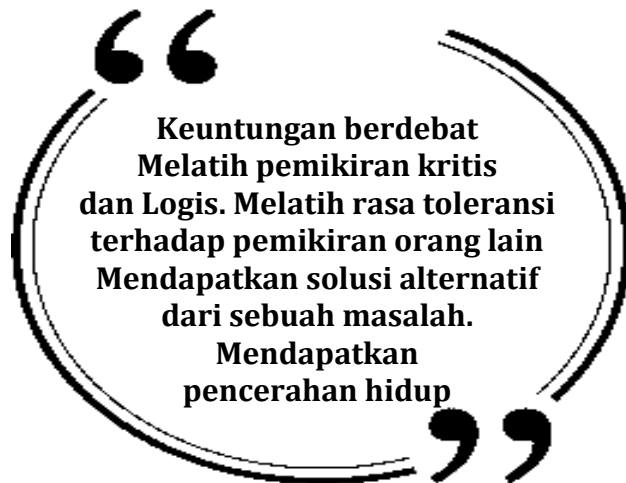 Keuntungan berdebat
Melatih pemikiran kritis
dan Logis. Melatih rasa toleransi
terhadap pemikiran orang lain
Mendapatkan solusi alternatif
dari sebuah masalah.
Mendapatkan
pencerahan hidup